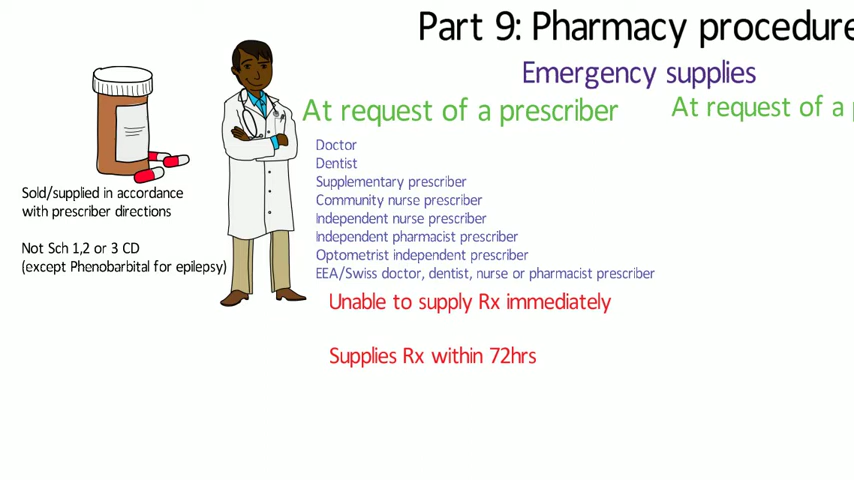 Part 9: Pharmacy procedure
Emergency supplies
At request of a prescriber
At request of a
Doctor
Dentist
Supplementary prescriber
Community nurse prescriber
Independent nurse prescriber
Independent pharmacist prescriber
Optometrist independent prescriber
EEA/Swiss doctor, dentist, nurse or pharmacist prescriber
Unable to supply Rx immediately
Supplies Rx within 72hrs
Sold/supplied in accordance
with prescriber directions
Not Sch 1,2 or 3 CD
(except Phenobarbital for epilepsy)